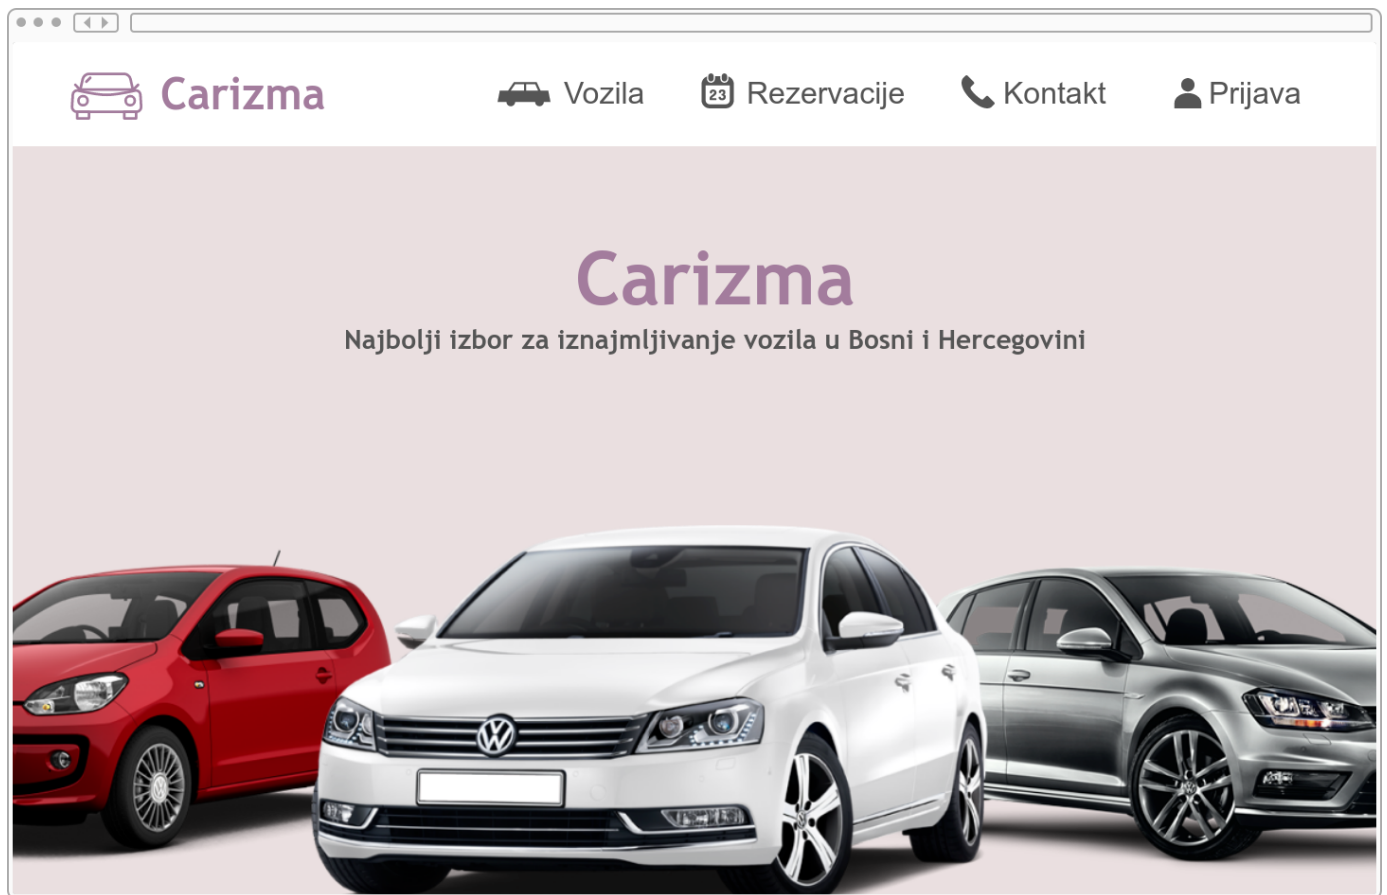 Carizma
Vozila
23
Rezervacije
Kontakt
Prijava
Carizma
Najbolji izbor za iznajmljivanje vozila u Bosni i Hercegovini